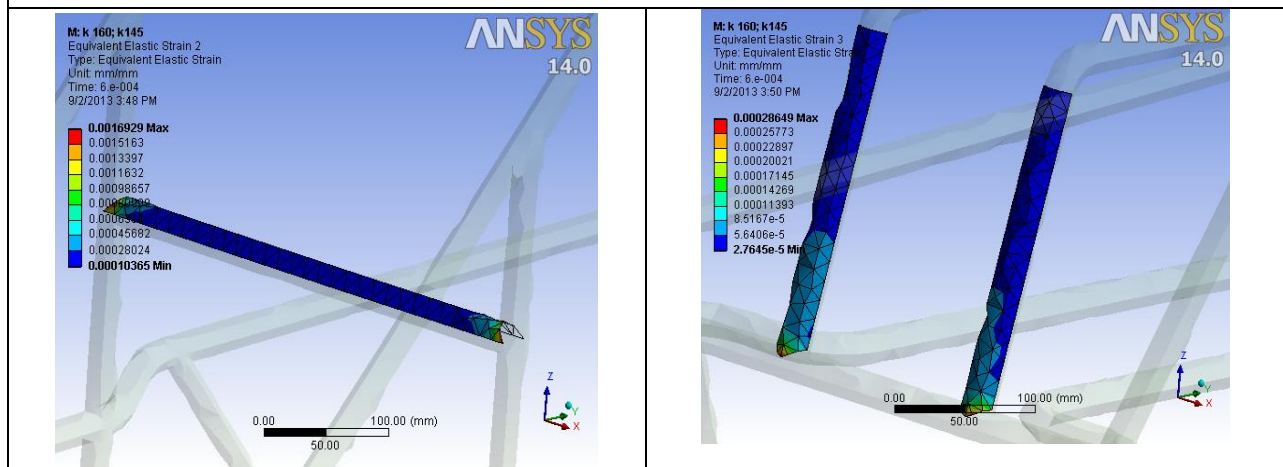 M: k 160; k145
Equivalent Elastic Strain 2
Type: Equivalent Elastic Strain
Unit: mm/mm
Time: 6.e-004
9/2/2013 3:48 PM
ANSYS
14.0
0.0016929 Max
0.0015163
0.0013397
0.0011632
0.00098657
0.00045682
0.00028024
0.00010365 Min
0.00
100.00 (mm)
50.00
Z
Y
X
M: k 160; k145
Equivalent Elastic Strain 3
Type: Equivalent Elastic
Unit: mm/mm
Time: 6.e-004
9/2/2013 3:50 PM
ANSYS
14.0
0.00028649 Max
0.00025773
0.00022897
0.00020021
0.00017145
0.00014269
0.00011393
8.5167e-5
5.6406e-5
2.7645e-5 Min
0.00
100.00 (mm)
50.00
Z
Y
X